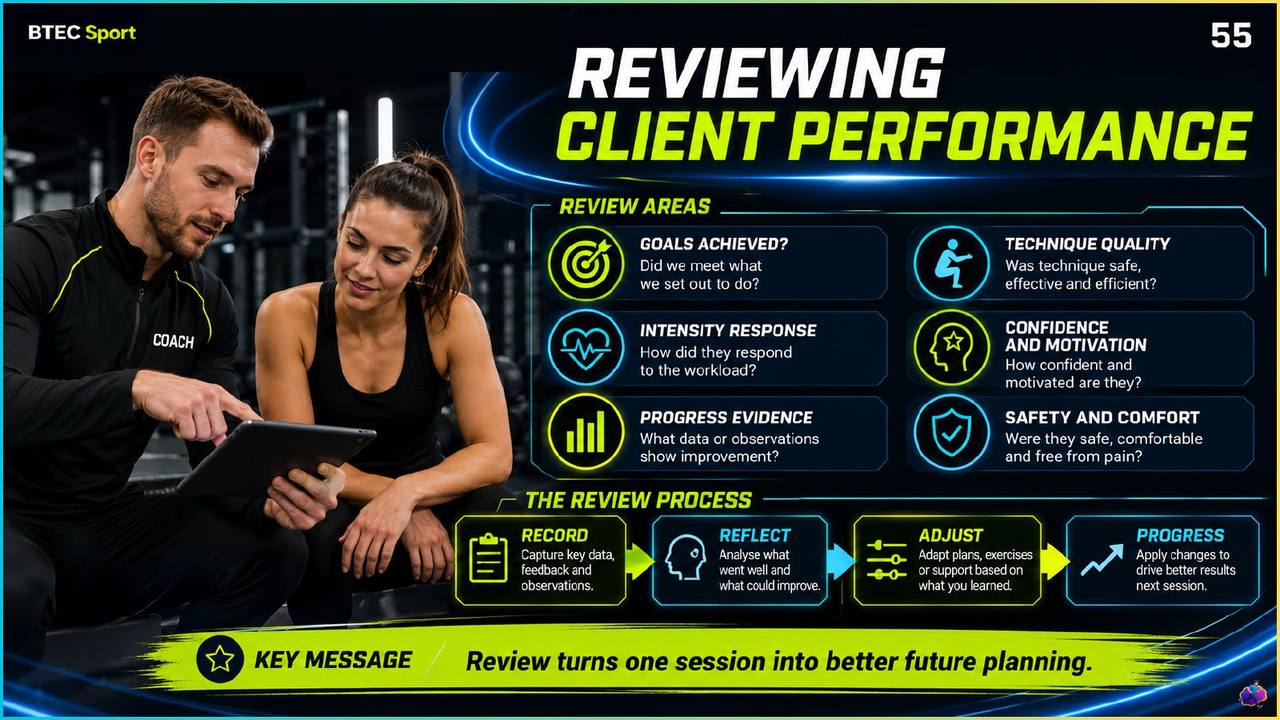 BTEC Sport
55
REVIEWING
CLIENT PERFORMANCE
REVIEW AREAS
GOALS ACHIEVED?
Did we meet what
we set out to do?
TECHNIQUE QUALITY
Was technique safe,
effective and efficient?
INTENSITY RESPONSE
How did they respond
to the workload?
CONFIDENCE
AND MOTIVATION
How confident and
motivated are they?
PROGRESS EVIDENCE
What data or observations
show improvement?
SAFETY AND COMFORT
Were they safe, comfortable
and free from pain?
COACH
THE REVIEW PROCESS
RECORD
Capture key data,
feedback and
observations.
REFLECT
Analyse what
went well and
what could improve.
ADJUST
Adapt plans, exercises
or support based on
what you learned.
PROGRESS
Apply changes to
drive better results
next session.
KEY MESSAGE
Review turns one session into better future planning.